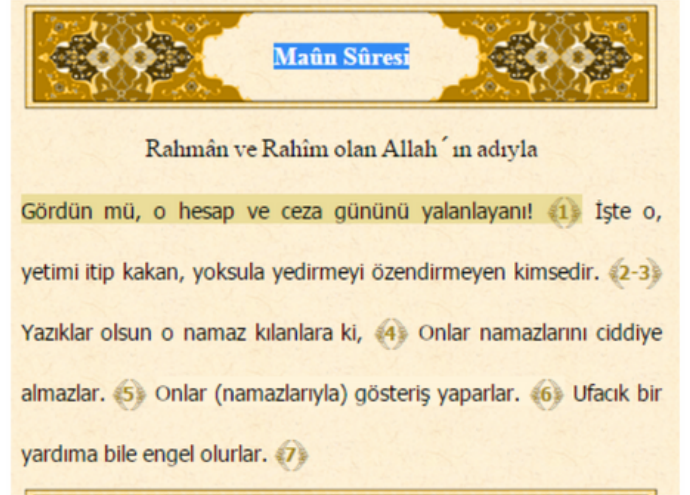 Maûn Sûresi
Rahmân ve Rahîm olan Allah´ın adıyla
Gördün mü, o hesap ve ceza gününü yalanlayanı! ﴾1﴿ İşte o,
yetimi itip kakan, yoksula yedirmeyi özendirmeyen kimsedir. ﴾2-3﴿
Yazıklar olsun o namaz kılanlara ki, ﴾4﴿ Onlar namazlarını ciddiye
almazlar. ﴾5﴿ Onlar (namazlarıyla) gösteriş yaparlar. ﴾6﴿ Ufacık bir
yardıma bile engel olurlar. ﴾7﴿